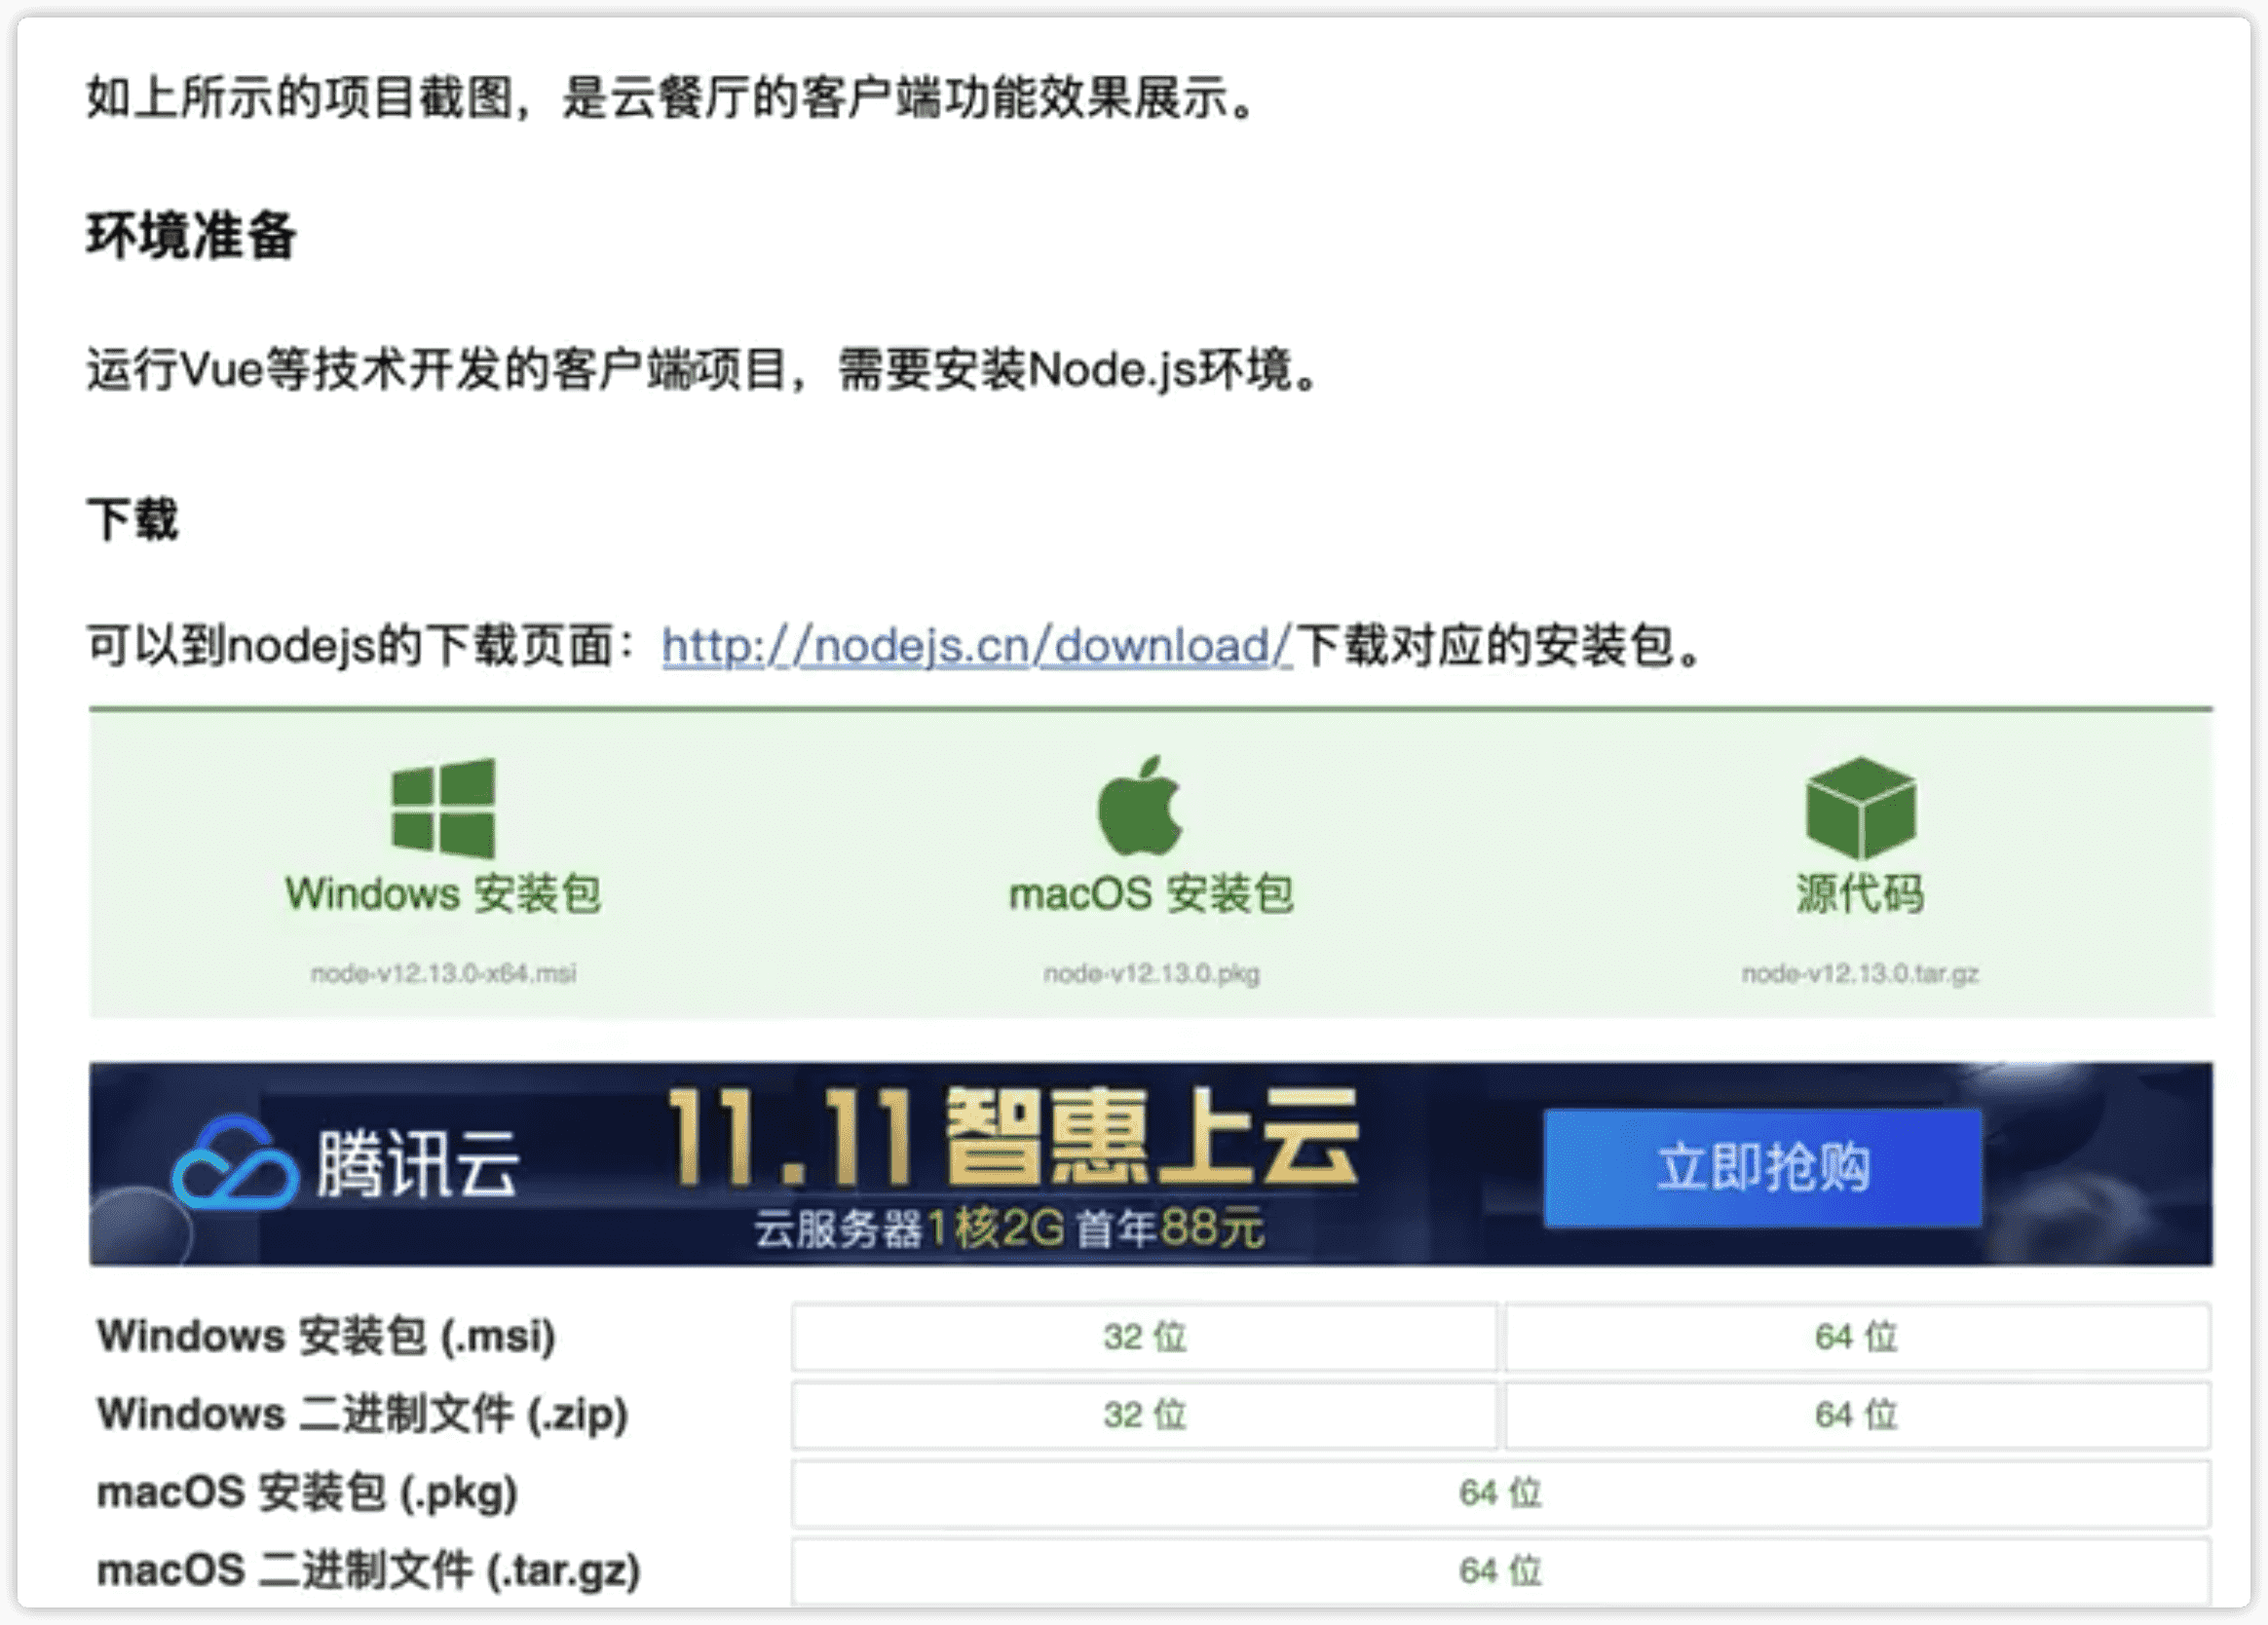 如上所示的项目截图，是云餐厅的客户端功能效果展示。
环境准备
运行Vue等技术开发的客户端项目，需要安装Node.js环境。
下载
可以到nodejs的下载页面：http://nodejs.cn/download/下载对应的安装包。
Windows 安装包
macOS 安装包
源代码
node-v12.13.0-x64.msi
node-v12.13.0.pkg
node-v12.13.0.tar.gz
腾讯云
11.11智惠上云
云服务器1核2G 首年88元
立即抢购
Windows 安装包 (.msi)
32 位
64 位
Windows 二进制文件 (.zip)
32 位
64 位
macOS 安装包 (.pkg)
64 位
macOS 二进制文件 (.tar.gz)
64 位